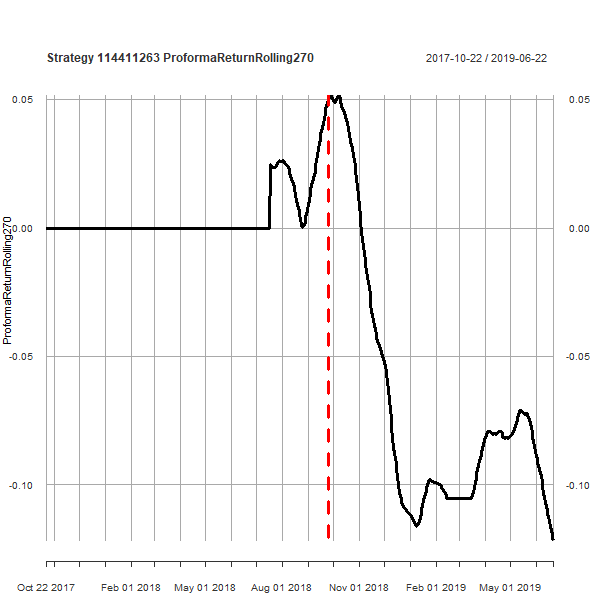 Strategy 114411263 ProformaReturnRolling270
2017-10-22 / 2019-06-22
ProformaReturnRolling270
0.05
0.00
-0.05
-0.10
0.05
0.00
-0.05
-0.10
Oct 22 2017
Feb 01 2018
May 01 2018
Aug 01 2018
Nov 01 2018
Feb 01 2019
May 01 2019